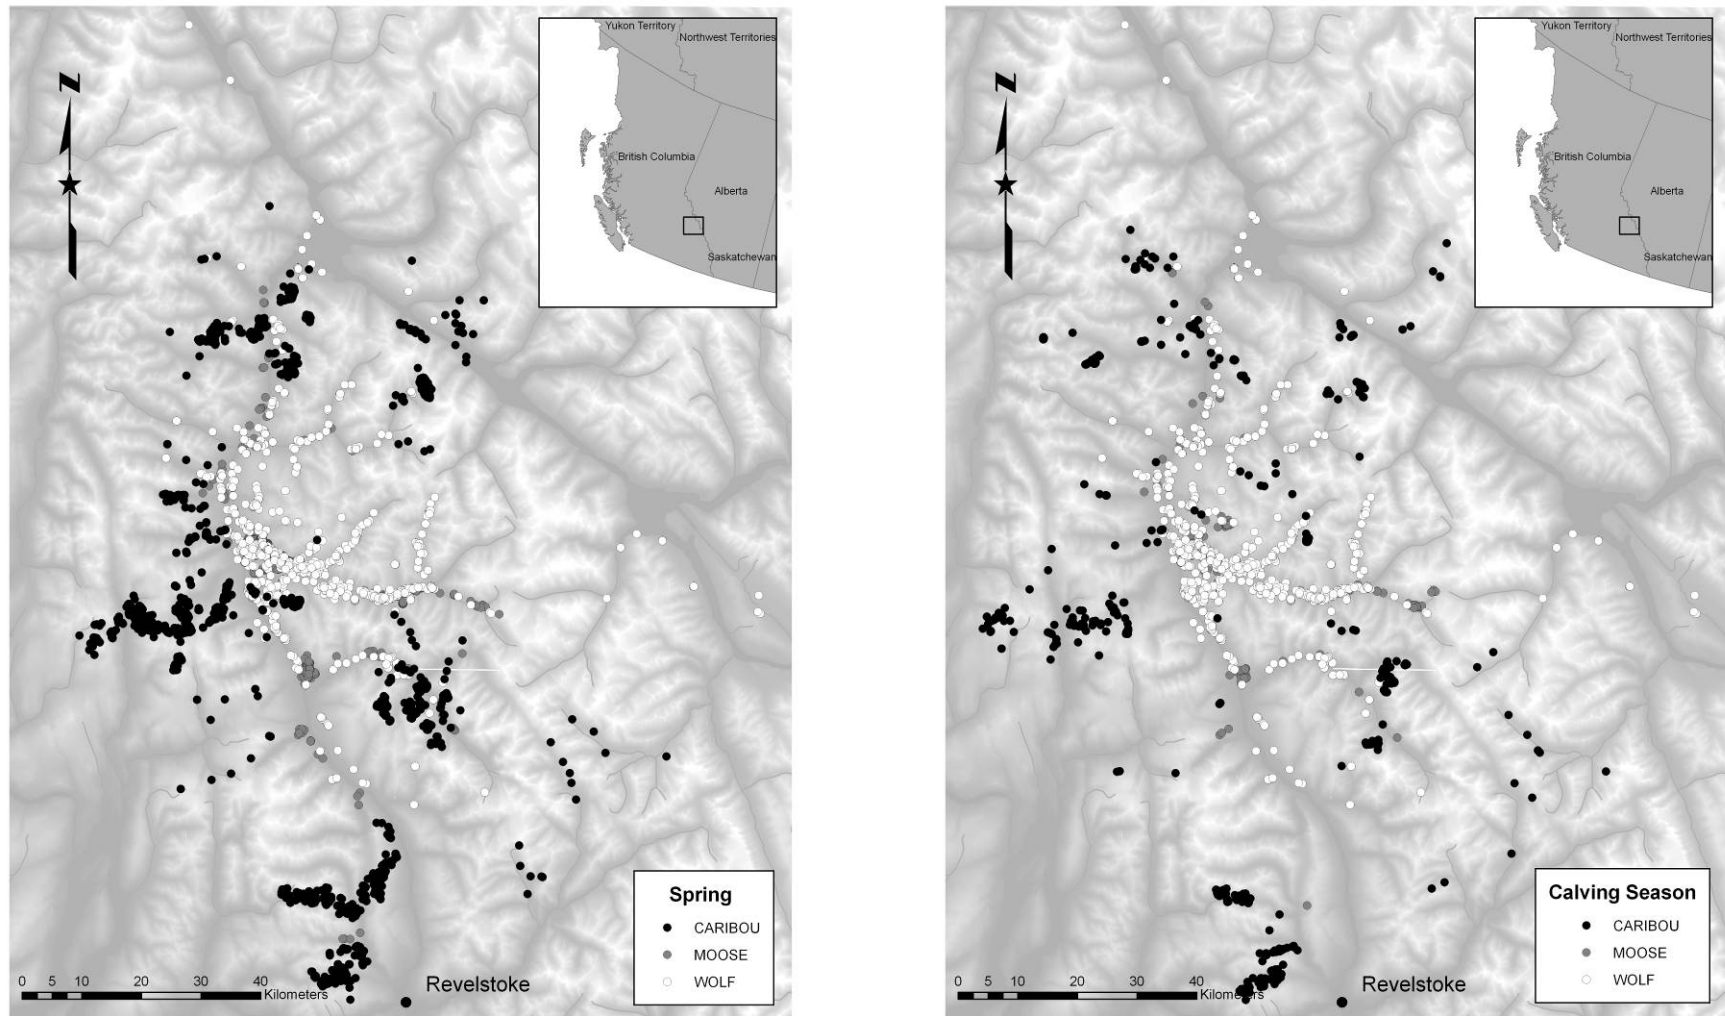 Yukon Territory
Northwest Territories
British Columbia
Alberta
Saskatchewan
N
Spring
CARIBOU
MOOSE
WOLF
Revelstoke
0 5 10 20 30 40
Kilometers
Yukon Territory
Northwest Territories
British Columbia
Alberta
Saskatchewan
N
Calving Season
CARIBOU
MOOSE
WOLF
Revelstoke
0 5 10 20 30 40
Kilometers